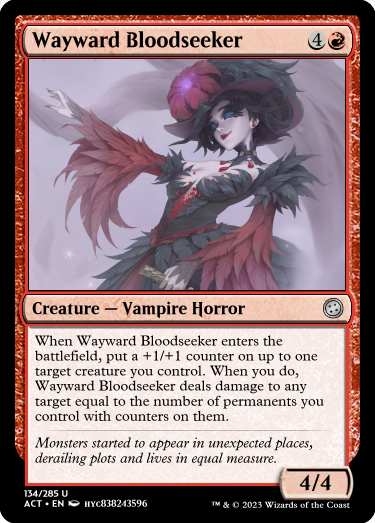 Wayward Bloodseeker 4
Creature — Vampire Horror
When Wayward Bloodseeker enters the
battlefield, put a +1/+1 counter on up to one
target creature you control. When you do,
Wayward Bloodseeker deals damage to any
target equal to the number of permanents you
control with counters on them.
Monsters started to appear in unexpected places,
derailing plots and lives in equal measure.
4/4
134/285 U
ACT • EN HYC838243596
™ & © 2023 Wizards of the Coast